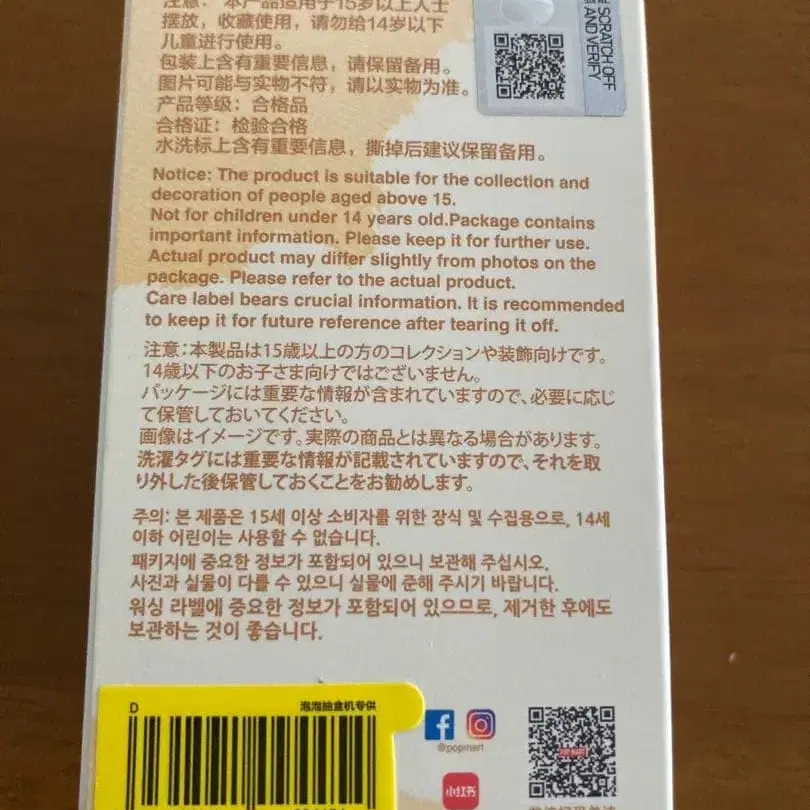 注意：本产品适用于15岁以上人士
摆放，收藏使用，请勿给14岁以下
儿童进行使用。
包装上含有重要信息，请保留备用。
图片可能与实物不符，请以实物为准。
产品等级：合格品
合格证：检验合格
水洗标上含有重要信息，撕掉后建议保留备用。
SCRATCH OFF
AND VERIFY
Notice: The product is suitable for the collection and
decoration of people aged above 15.
Not for children under 14 years old.Package contains
important information. Please keep it for further use.
Actual product may differ slightly from photos on the
package. Please refer to the actual product.
Care label bears crucial information. It is recommended
to keep it for future reference after tearing it off.
注意：本製品は15歳以上の方のコレクションや装飾向けです。
14歳以下のお子さま向けではございません。
パッケージには重要な情報が含まれていますので、必要に応じ
て保管しておいてください。
画像はイメージです。実際の商品とは異なる場合があります。
洗濯タグには重要な情報が記載されていますので、それを取
り外した後保管しておくことをお勧めします。
주의: 본 제품은 15세 이상 소비자를 위한 장식 및 수집용으로, 14세
이하 어린이는 사용할 수 없습니다.
패키지에 중요한 정보가 포함되어 있으니 보관해 주십시오.
사진과 실물이 다를 수 있으니 실물에 준해 주시기 바랍니다.
워싱 라벨에 중요한 정보가 포함되어 있으므로, 제거한 후에도
보관하는 것이 좋습니다.
D 泡泡抽盒机专供
@popmart
POP MART
小红书